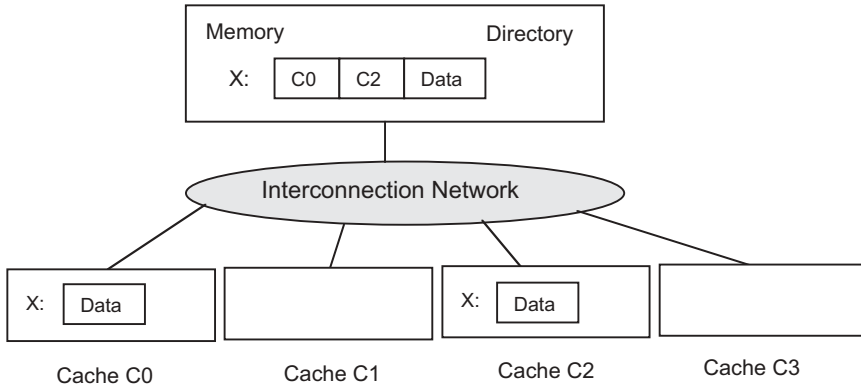 Memory Directory
X: C0 C2 Data
Interconnection Network
X: Data
X: Data
Cache C0
Cache C1
Cache C2
Cache C3